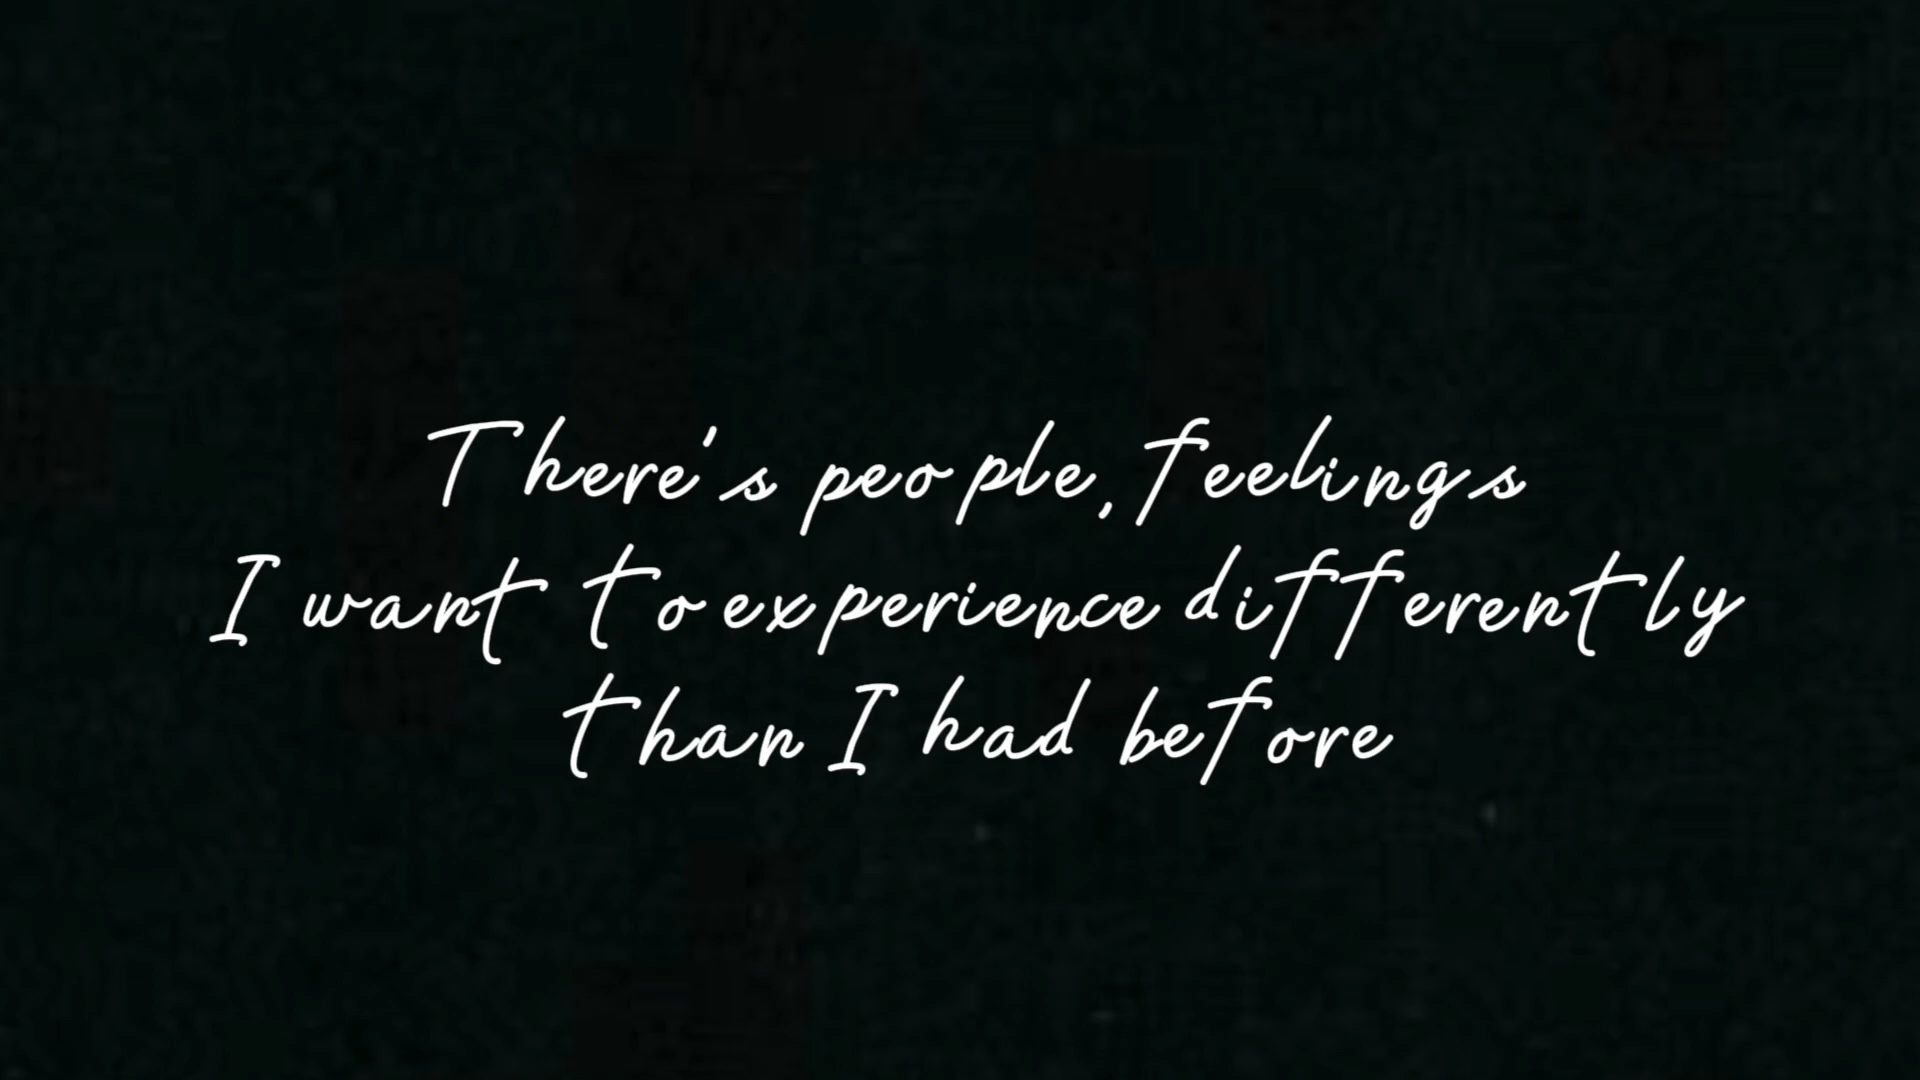 There's people, feelings
I want to experience differently
than I had before